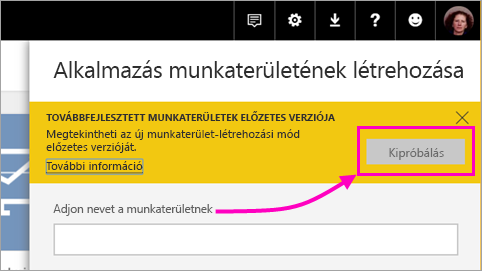 Alkalmazás munkaterületének létrehozása
TOVÁBBFEJLESZTETT MUNKATERÜLETEK ELŐZETES VERZIÓJA
Megtekintheti az új munkaterület-létrehozási mód
előzetes verzióját.
További információ
Kipróbálás
Adjon nevet a munkaterületnek